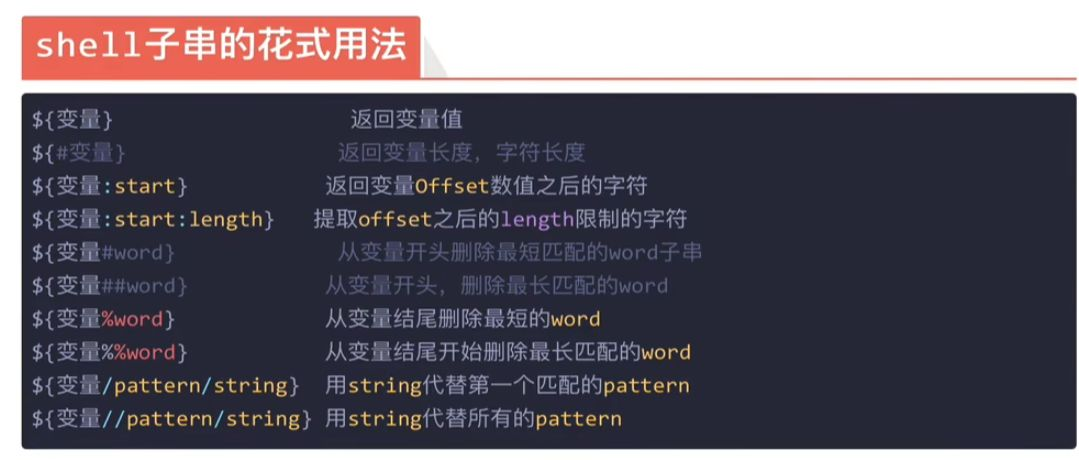 shell子串的花式用法
${变量} 返回变量值
${#变量} 返回变量长度，字符长度
${变量:start} 返回变量Offset数值之后的字符
${变量:start:length} 提取offset之后的length限制的字符
${变量#word} 从变量开头删除最短匹配的word子串
${变量##word} 从变量开头，删除最长匹配的word
${变量%word} 从变量结尾删除最短的word
${变量%%word} 从变量结尾开始删除最长匹配的word
${变量/pattern/string} 用string代替第一个匹配的pattern
${变量//pattern/string} 用string代替所有的pattern